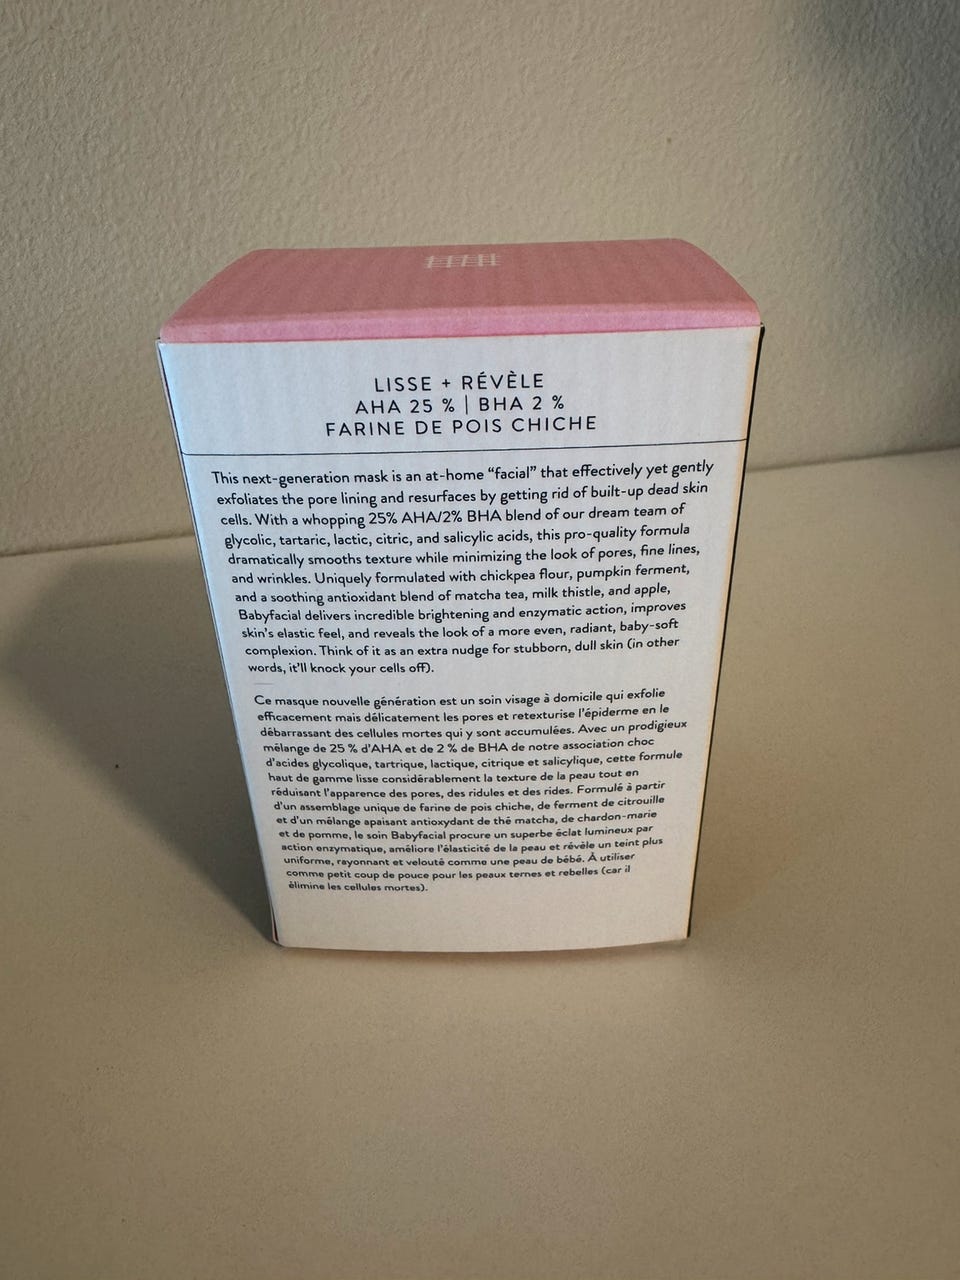 LISSE + RÉVÈLE
AHA 25 % | BHA 2 %
FARINE DE POIS CHICHE
This next-generation mask is an at-home “facial” that effectively yet gently
exfoliates the pore lining and resurfaces by getting rid of built-up dead skin
cells. With a whopping 25% AHA/2% BHA blend of our dream team of
glycolic, tartaric, lactic, citric, and salicylic acids, this pro-quality formula
dramatically smooths texture while minimizing the look of pores, fine lines,
and wrinkles. Uniquely formulated with chickpea flour, pumpkin ferment,
and a soothing antioxidant blend of matcha tea, milk thistle, and apple,
Babyfacial delivers incredible brightening and enzymatic action, improves
skin’s elastic feel, and reveals the look of a more even, radiant, baby-soft
complexion. Think of it as an extra nudge for stubborn, dull skin (in other
words, it’ll knock your cells off).
Ce masque nouvelle génération est un soin visage à domicile qui exfolie
efficacement mais délicatement les pores et retexturise l’épiderme en le
débarrassant des cellules mortes qui y sont accumulées. Avec un prodigieux
mélange de 25 % d’AHA et de 2 % de BHA de notre association choc
d’acides glycolique, tartrique, lactique, citrique et salicylique, cette formule
haut de gamme lisse considérablement la texture de la peau tout en
réduisant l’apparence des pores, des ridules et des rides. Formulé à partir
d’un assemblage unique de farine de pois chiche, de ferment de citrouille
et d’un mélange apaisant antioxydant de thé matcha, de chardon-marie
et de pomme, le soin Babyfacial procure un superbe éclat lumineux par
action enzymatique, améliore l’élasticité de la peau et révèle un teint plus
uniforme, rayonnant et velouté comme une peau de bébé. À utiliser
comme petit coup de pouce pour les peaux ternes et rebelles (car il
élimine les cellules mortes).